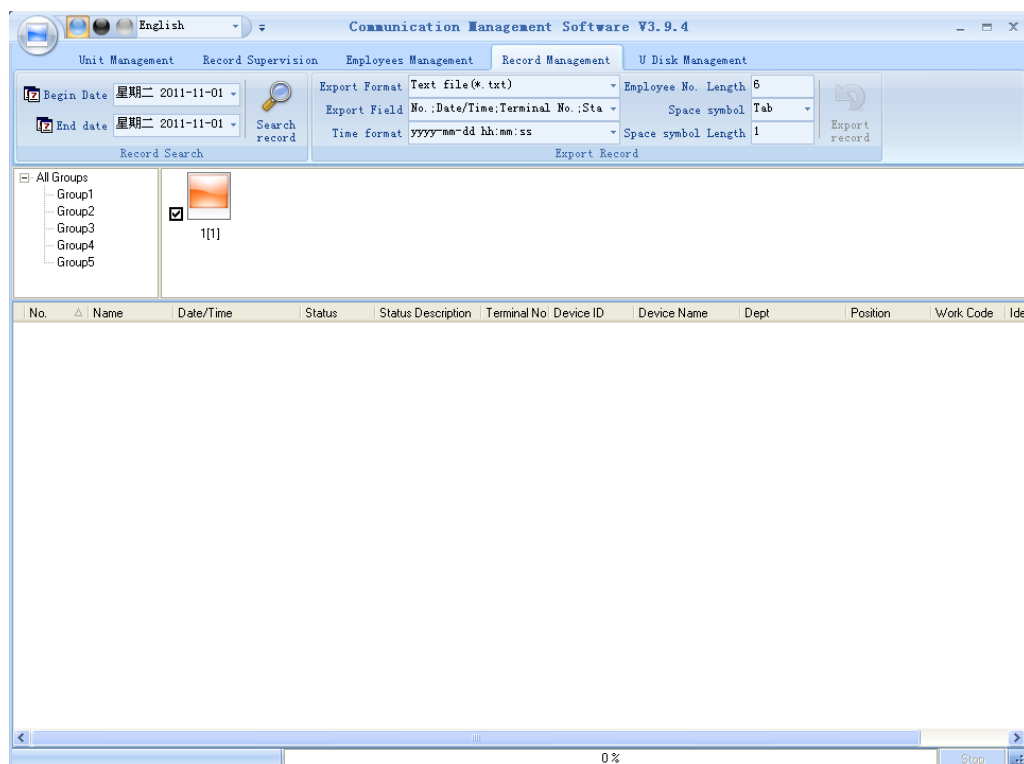 English
Communication Management Software V3.9.4
Unit Management Record Supervision Employees Management Record Management U Disk Management
Begin Date 星期二 2011-11-01
End date 星期二 2011-11-01
Search record
Record Search
Export Format Text file(*.txt)
Export Field No.;Date/Time;Terminal No.;Sta
Time format yyyy-mm-dd hh:mm:ss
Employee No. Length 6
Space symbol Tab
Space symbol Length 1
Export record
Export Record
All Groups
Group1
Group2
Group3
Group4
Group5
1[1]
No. Name Date/Time Status Status Description Terminal No Device ID Device Name Dept Position Work Code Ide
0%
Stop